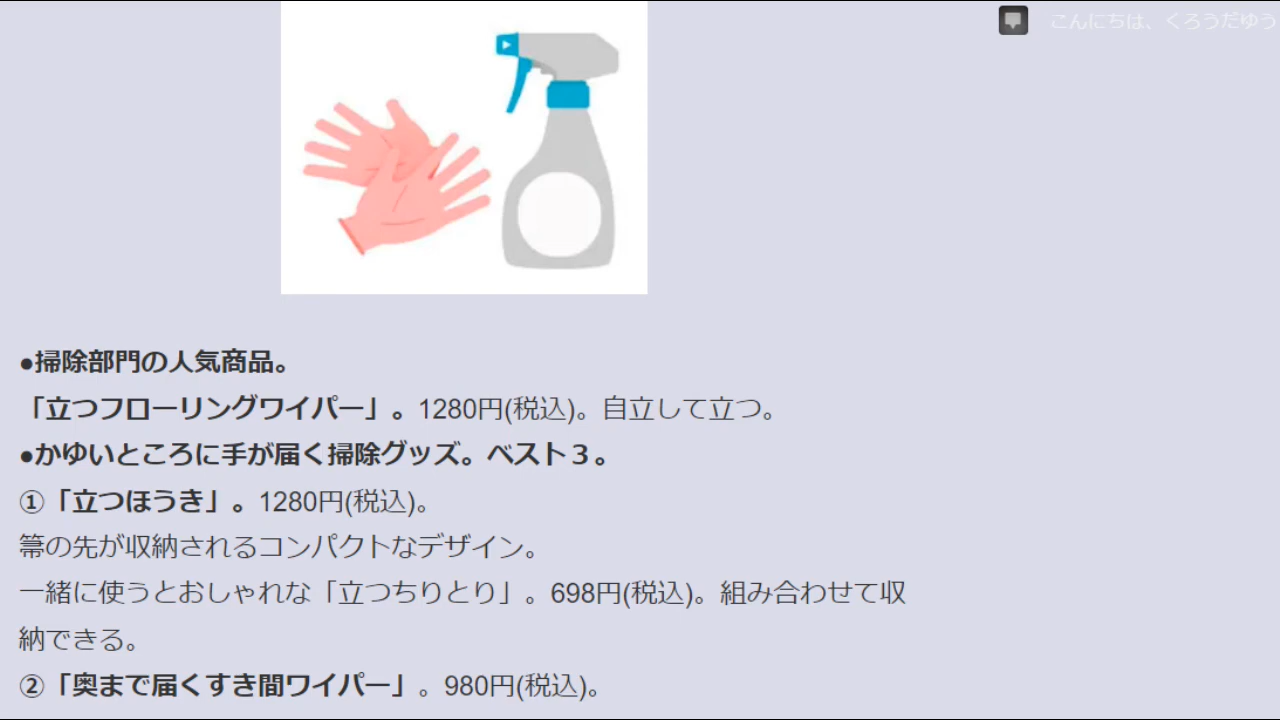 こんにちは、くろうだゆう
●掃除部門の人気商品。
「立つフローリングワイパー」。1280円(税込)。自立して立つ。
●かゆいところに手が届く掃除グッズ。ベスト３。
①「立つほうき」。1280円(税込)。
箒の先が収納されるコンパクトなデザイン。
一緒に使うとおしゃれな「立つちりとり」。698円(税込)。組み合わせて収
納できる。
②「奥まで届くすき間ワイパー」。980円(税込)。